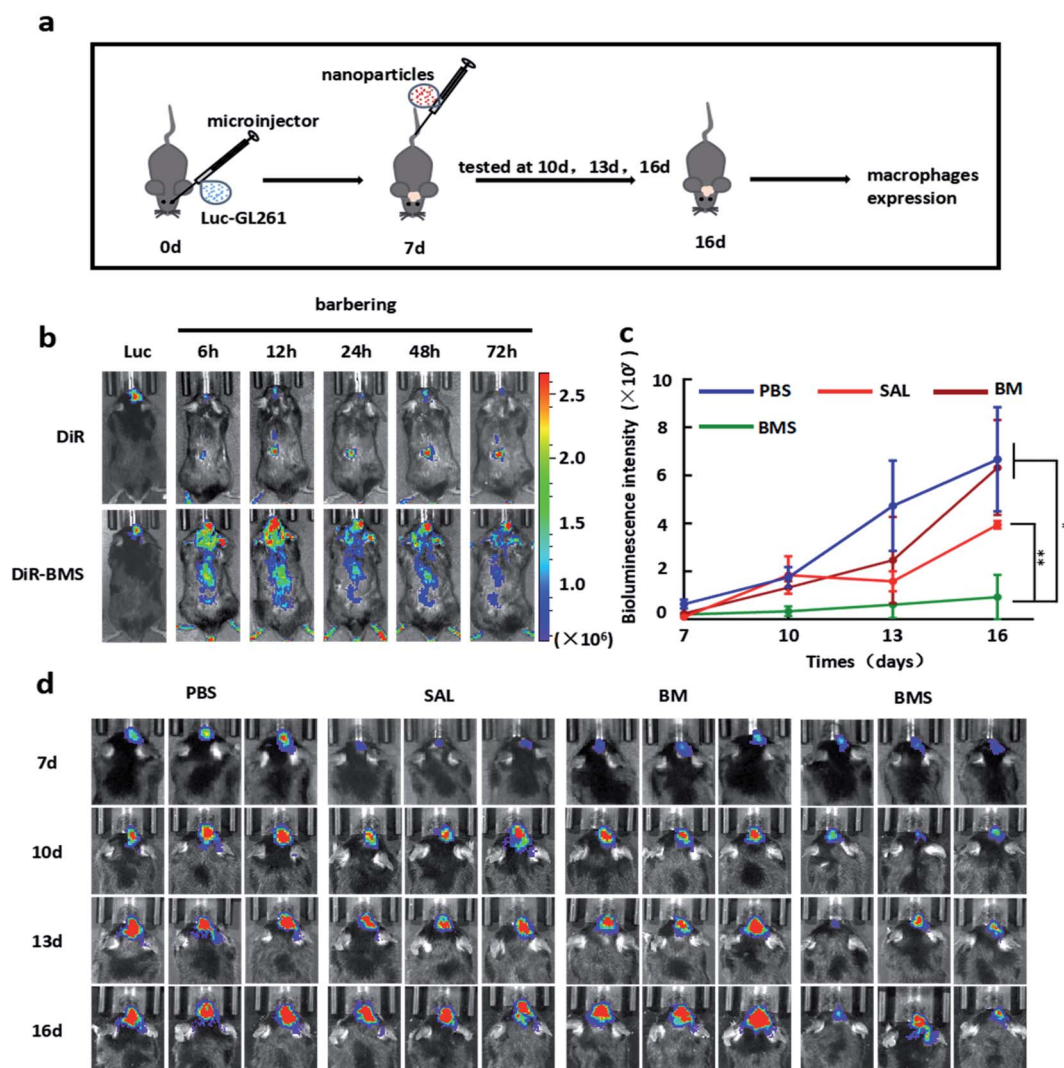 a
nanoparticles
microinjector
tested at 10d, 13d, 16d
macrophages
expression
Luc-GL261
0d
7d
16d
barbering
b
Luc 6h 12h 24h 48h 72h
DiR
DiR-BMS
2.5
2.0
1.5
1.0
(×10⁶)
c
Bioluminescence intensity (×10⁷)
10
8
6
4
2
0
PBS SAL BM
BMS
*
**
7 10 13 16
Times（days）
d
PBS SAL BM BMS
7d
10d
13d
16d